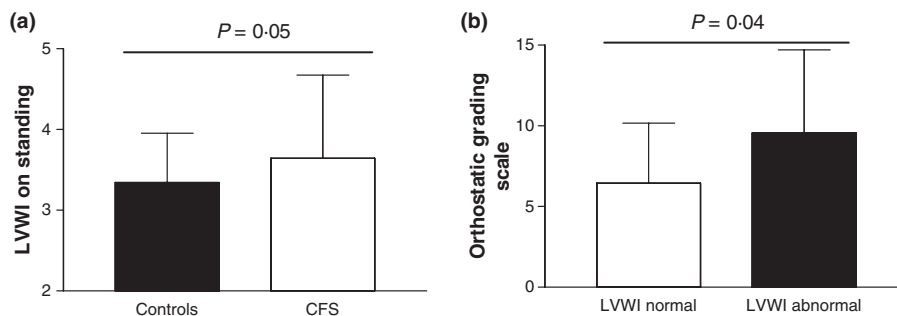 (a)
P = 0·05
5
4
3
2
LVWI on standing
Controls
CFS
(b)
P = 0·04
15
10
5
0
Orthostatic grading
scale
LVWI normal
LVWI abnormal